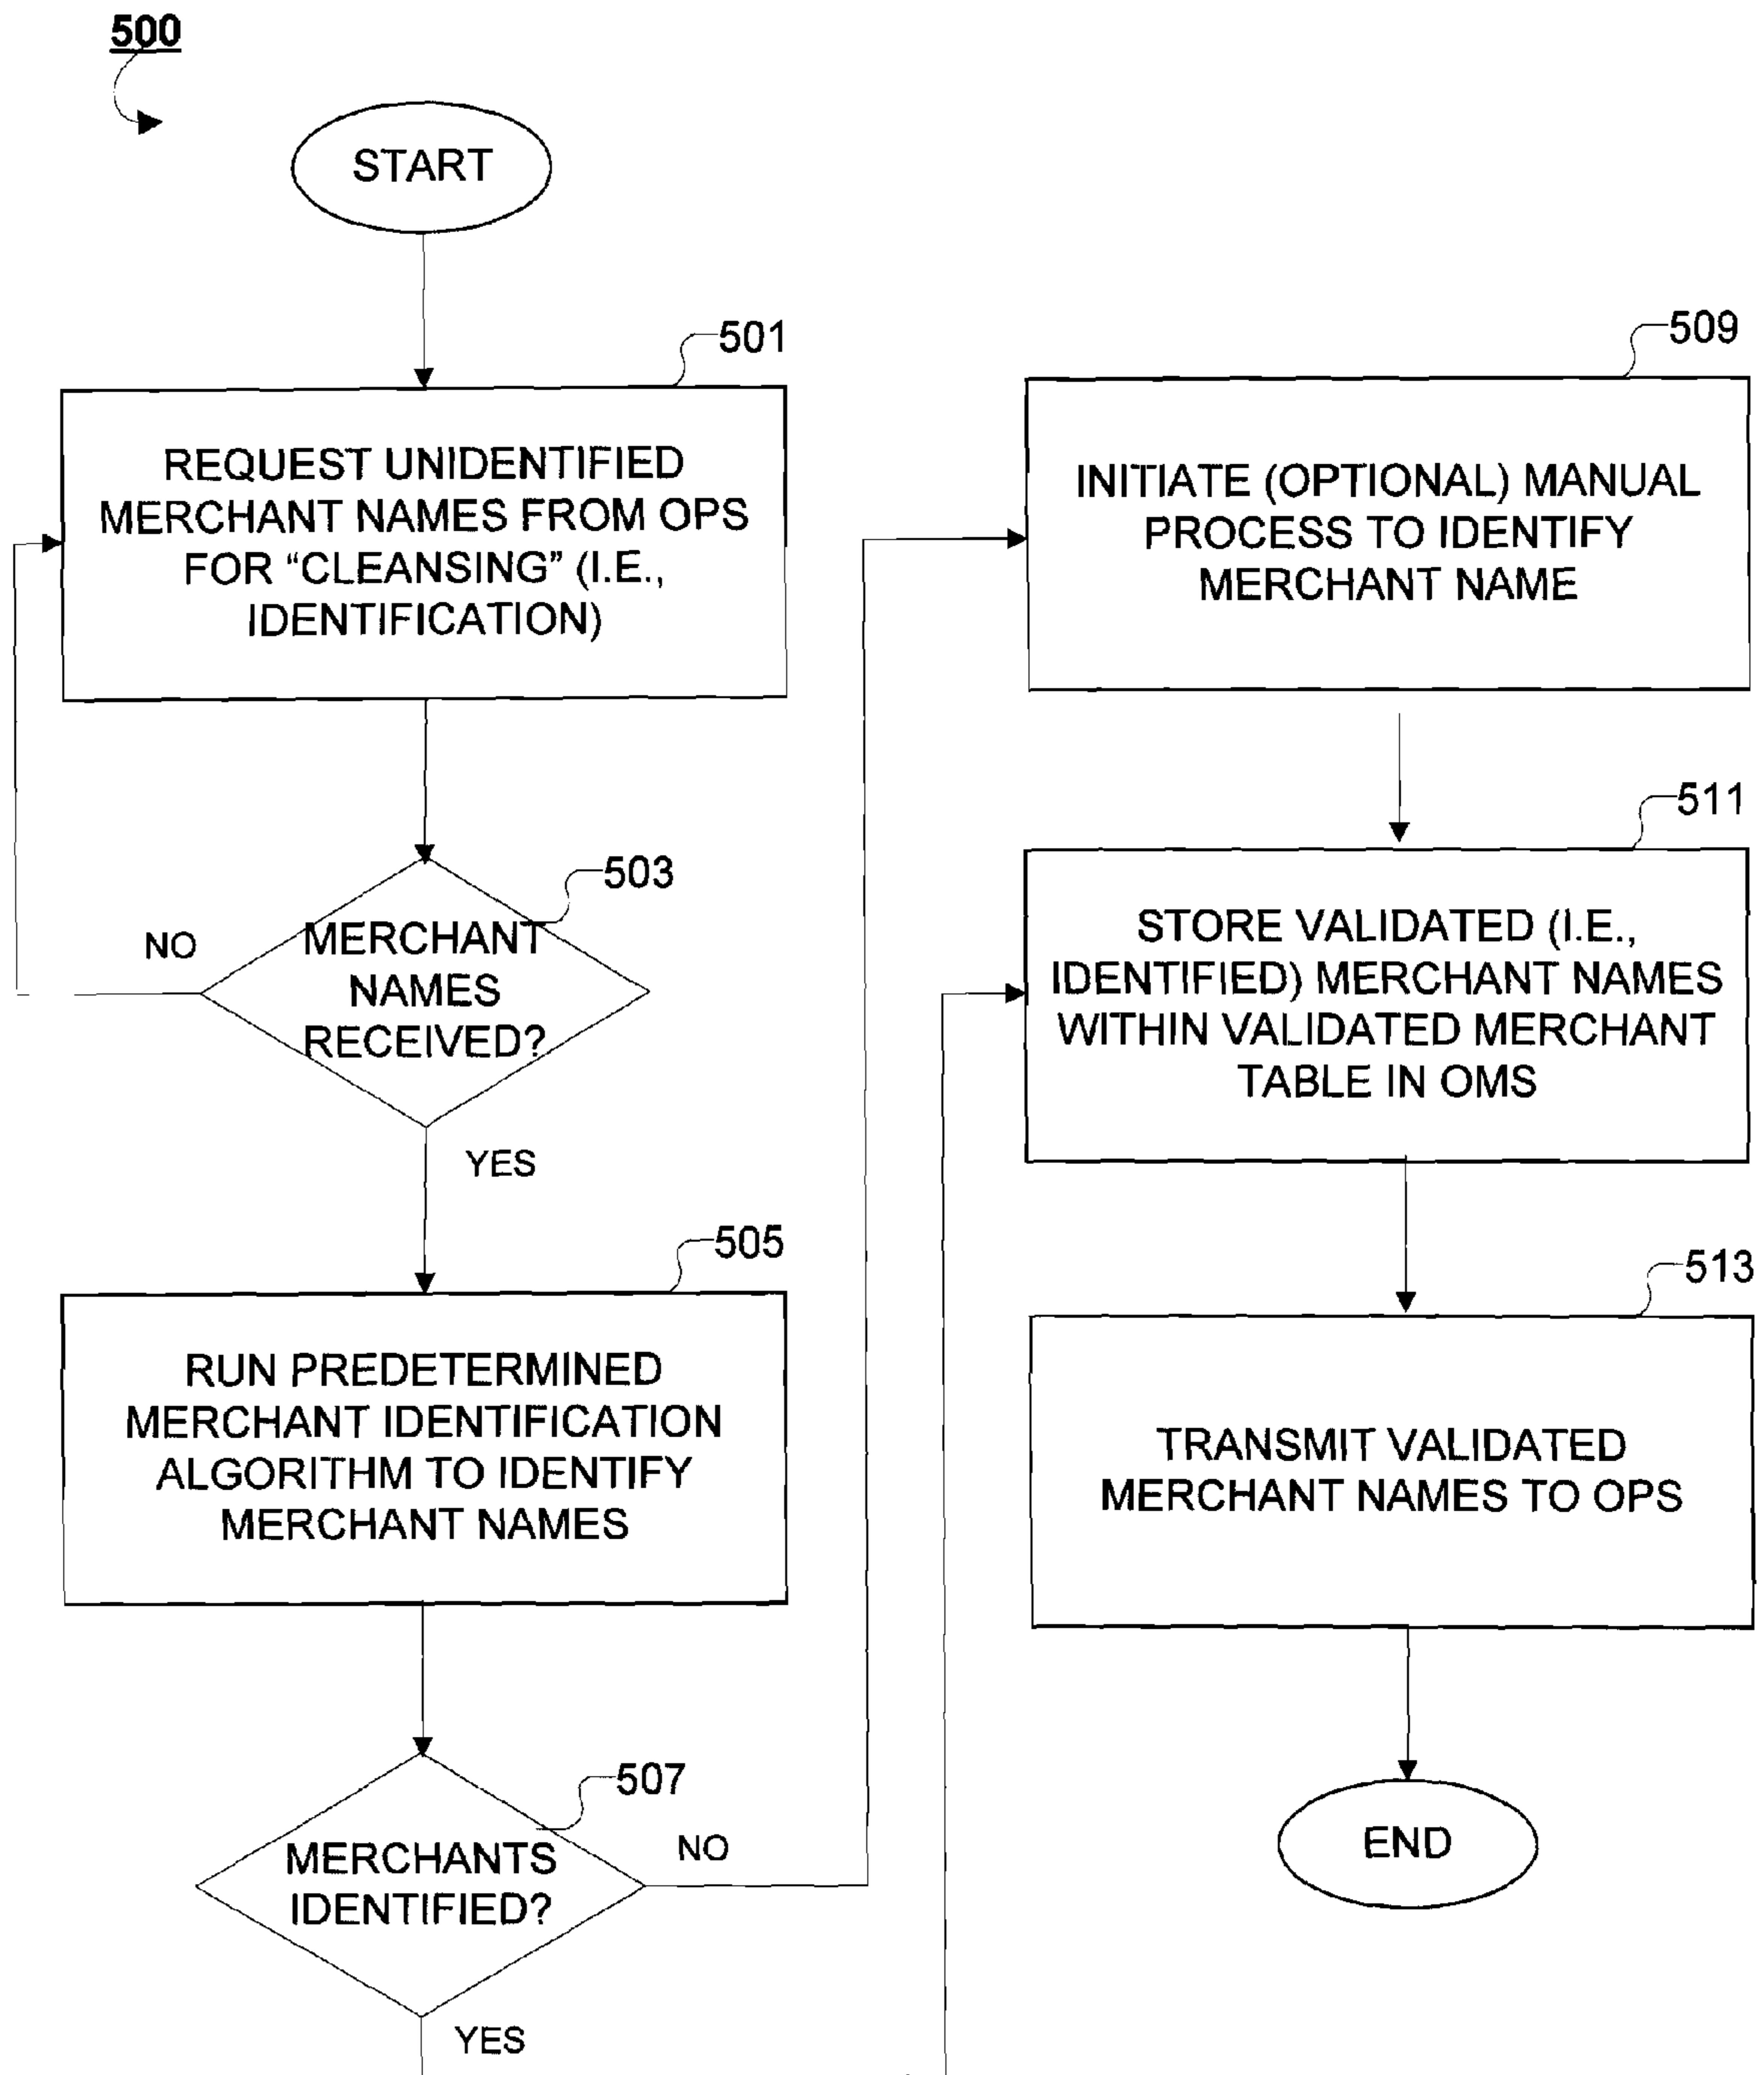 500
START
501
REQUEST UNIDENTIFIED
MERCHANT NAMES FROM OPS
FOR “CLEANSING” (I.E.,
IDENTIFICATION)
503
MERCHANT
NAMES
RECEIVED?
NO
YES
505
RUN PREDETERMINED
MERCHANT IDENTIFICATION
ALGORITHM TO IDENTIFY
MERCHANT NAMES
507
MERCHANTS
IDENTIFIED?
NO
YES
509
INITIATE (OPTIONAL) MANUAL
PROCESS TO IDENTIFY
MERCHANT NAME
511
STORE VALIDATED (I.E.,
IDENTIFIED) MERCHANT NAMES
WITHIN VALIDATED MERCHANT
TABLE IN OMS
513
TRANSMIT VALIDATED
MERCHANT NAMES TO OPS
END